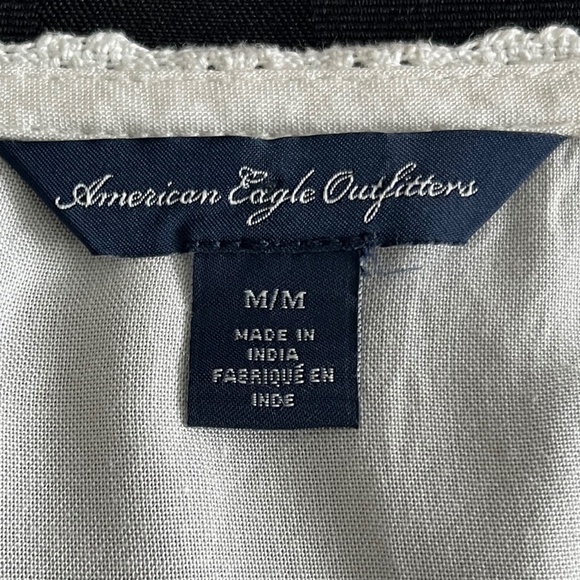 American Eagle Outfitters
M/M
MADE IN
INDIA
FABRIQUÉ EN
INDE